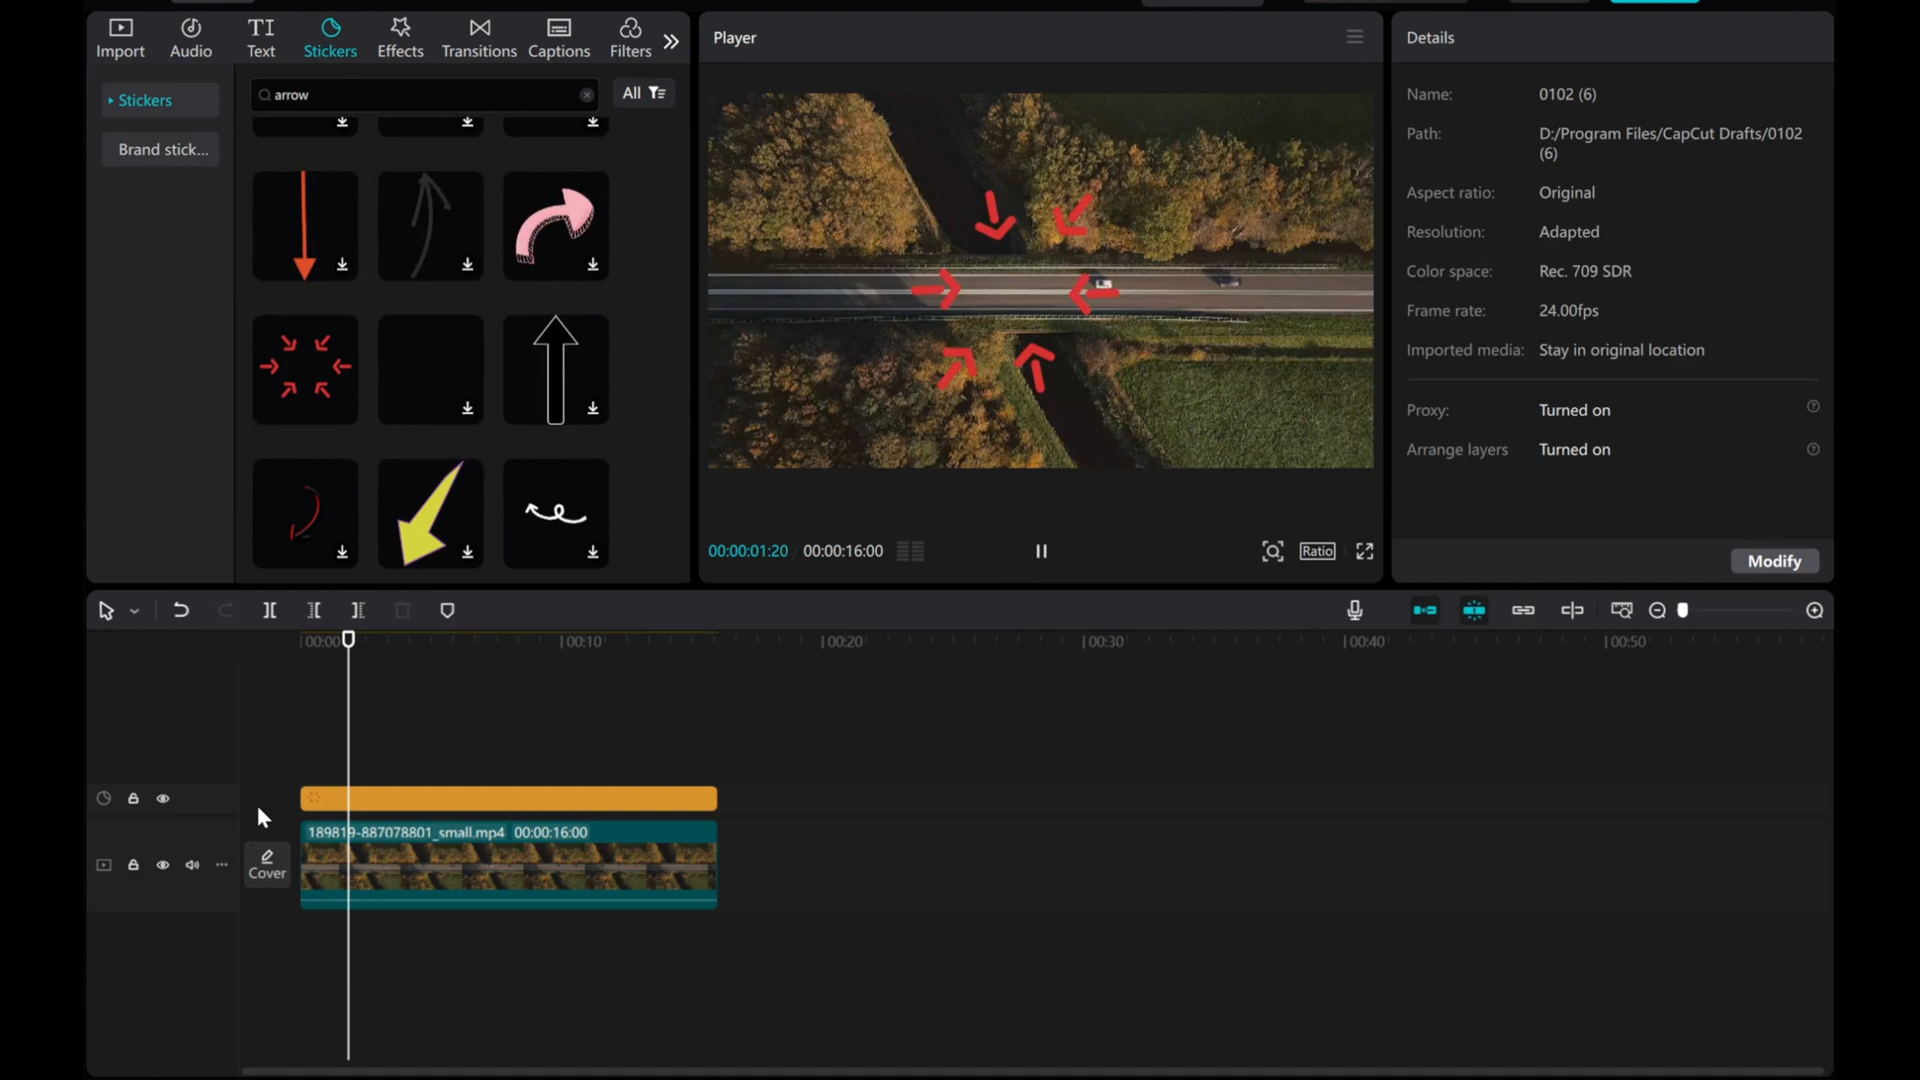 Import
Audio
TI
Text
Stickers
Effects
Transitions
Captions
Filters
Stickers
Brand stick...
arrow
All
Player
00:00:01:20
00:00:16:00
Ratio
Details
Name: 0102 (6)
Path: D:/Program Files/CapCut Drafts/0102
(6)
Aspect ratio: Original
Resolution: Adapted
Color space: Rec. 709 SDR
Frame rate: 24.00fps
Imported media: Stay in original location
Proxy: Turned on
Arrange layers Turned on
Modify
00:00
00:10
00:20
00:30
00:40
00:50
Cover
189819-887078801_small.mp4 00:00:16:00